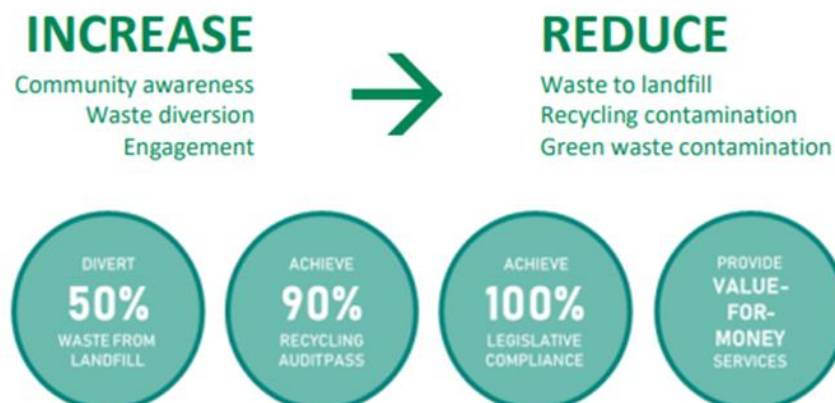 INCREASE
Community awareness
Waste diversion
Engagement
REDUCE
Waste to landfill
Recycling contamination
Green waste contamination
DIVERT
50%
WASTE FROM
LANDFILL
ACHIEVE
90%
RECYCLING
AUDITPASS
ACHIEVE
100%
LEGISLATIVE
COMPLIANCE
PROVIDE
VALUE-
FOR-
MONEY
SERVICES